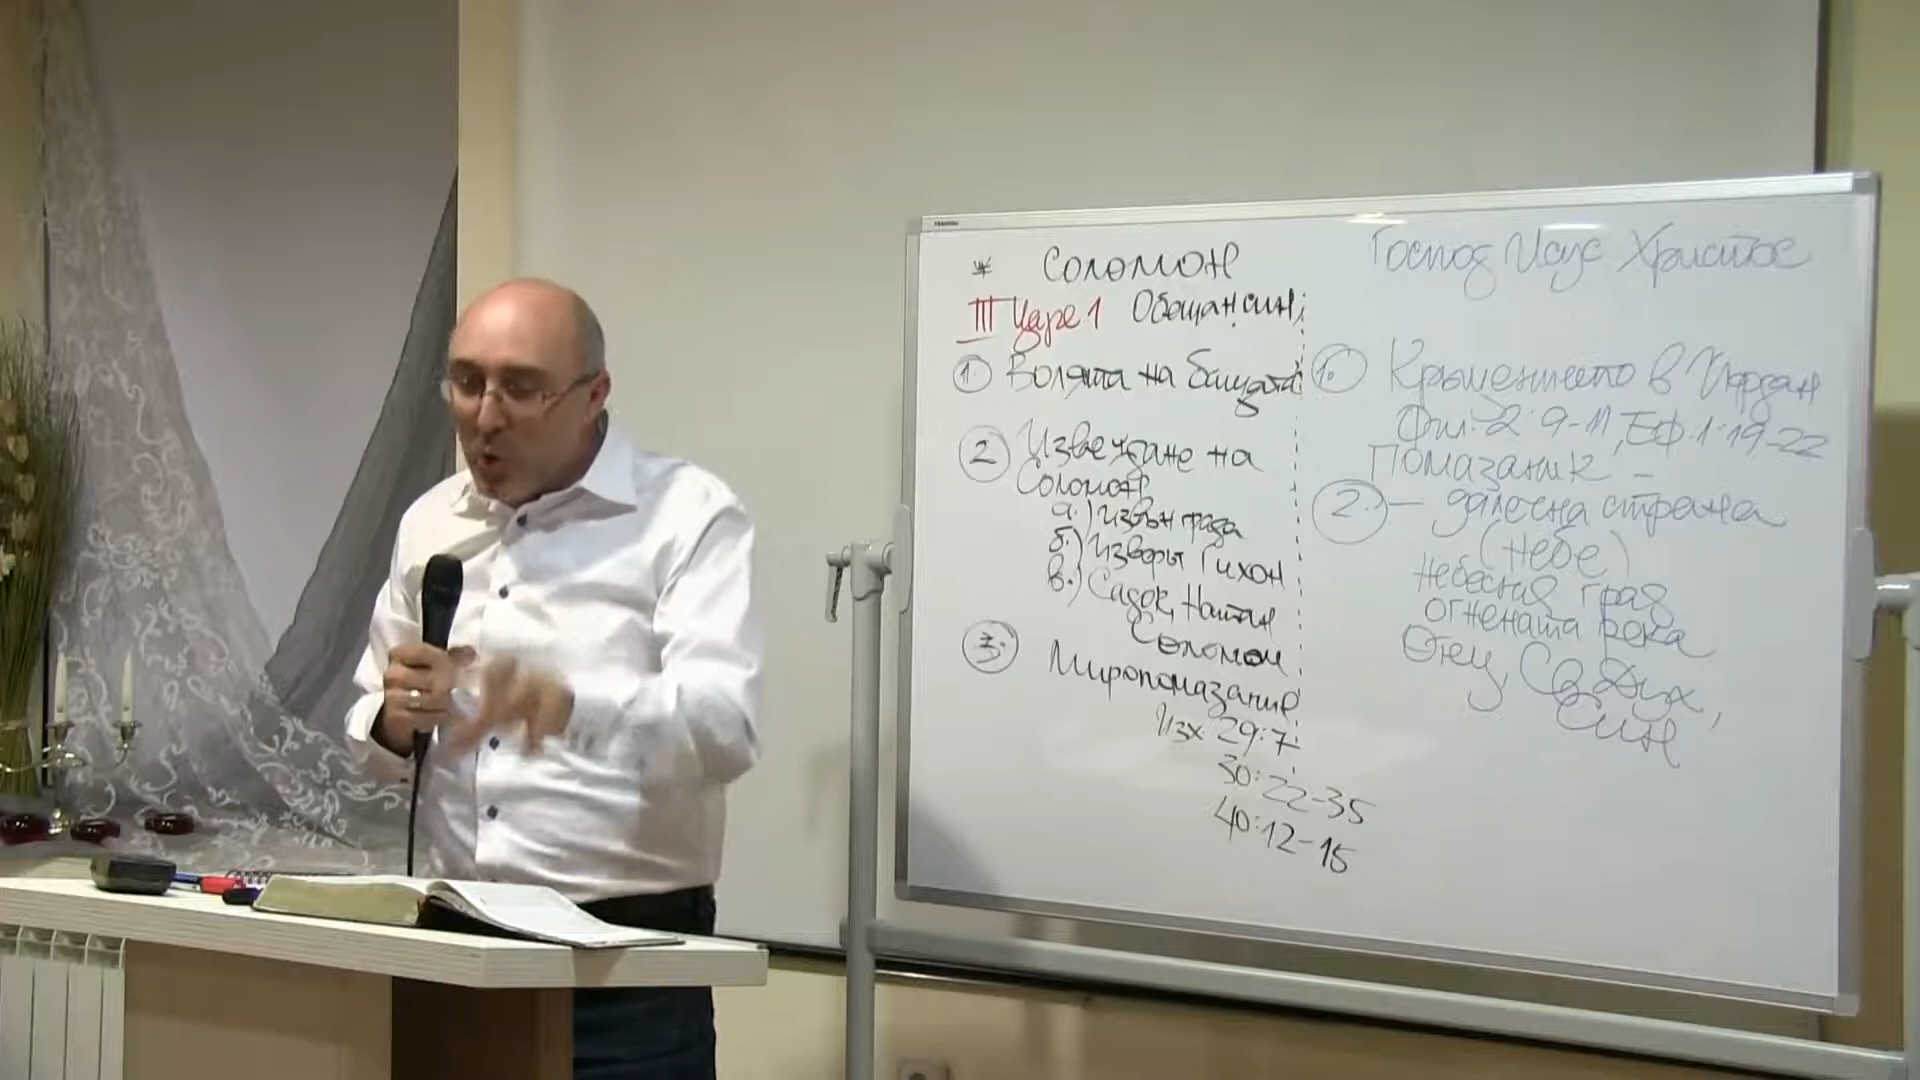 * СОЛОМОН
III Царе 1 Обещан син
1. Волята на бащата
2 Извеждане на
Соломон
а.) извън града
б.) Извори Гихон
в.) Садок, Натан
Соломон
3. Миропомазание
Изх 29:7
30:22-35
40:12-15
Господ Исус Христос
1. Кръщението в Йордан
Фил. 2:9-11, Еф. 1:19-22
Помазаник -
2. - далечна страна
(небе)
небесния град
огнената река
Отец, Св Дух,
Син